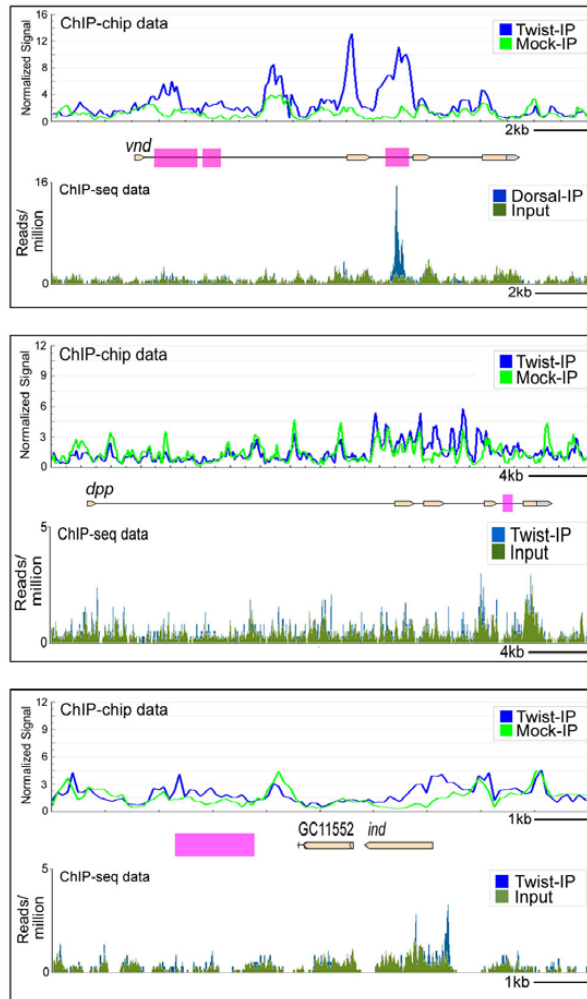 ChIP-chip data
Twist-IP
Mock-IP
Normalized Signal
16
12
8
4
0
2kb
vnd
ChIP-seq data
Dorsal-IP
Input
Reads/
million
16
0
2kb
ChIP-chip data
Twist-IP
Mock-IP
Normalized Signal
12
9
6
3
0
4kb
dpp
ChIP-seq data
Twist-IP
Input
Reads/
million
5
0
4kb
ChIP-chip data
Twist-IP
Mock-IP
Normalized Signal
12
9
6
3
0
1kb
GC11552 ind
ChIP-seq data
Twist-IP
Input
Reads/
million
5
0
1kb